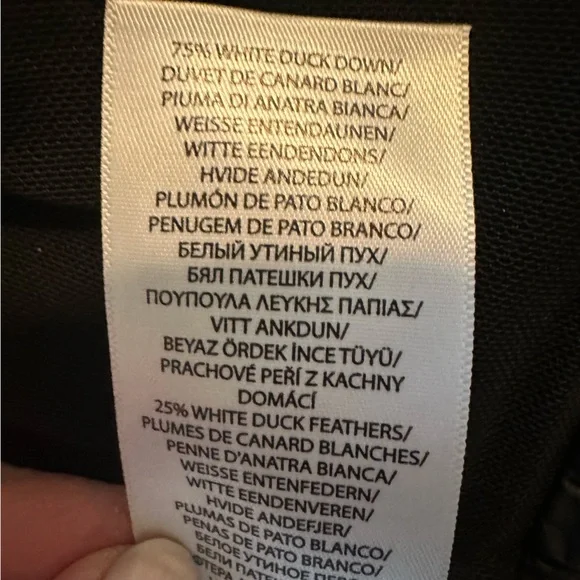 75% WHITE DUCK DOWN/
DUVET DE CANARD BLANC/
PIUMA DI ANATRA BIANCA/
WEISSE ENTENDAUNEN/
WITTE EENDENDONS/
HVIDE ANDEDUN/
PLUMÓN DE PATO BLANCO/
PENUGEM DE PATO BRANCO/
БЕЛЫЙ УТИНЫЙ ПУХ/
БЯЛ ПАТЕШКИ ПУХ/
ΠΟΥΠΟΥΛΑ ΛΕΥΚΗΣ ΠΑΠΙΑΣ/
VITT ANKDUN/
BEYAZ ÖRDEK İNCE TÜYÜ/
PRACHOVÉ PEŘÍ Z KACHNY
DOMÁCÍ
25% WHITE DUCK FEATHERS/
PLUMES DE CANARD BLANCHES/
PENNE D'ANATRA BIANCA/
WEISSE ENTENFEDERN/
WITTE EENDENVEREN/
HVIDE ANDEFJER/
PLUMAS DE PATO BLANCO/
PENAS DE PATO BRANCO/
БЕЛОЕ УТИНОЕ
БЕЛИ